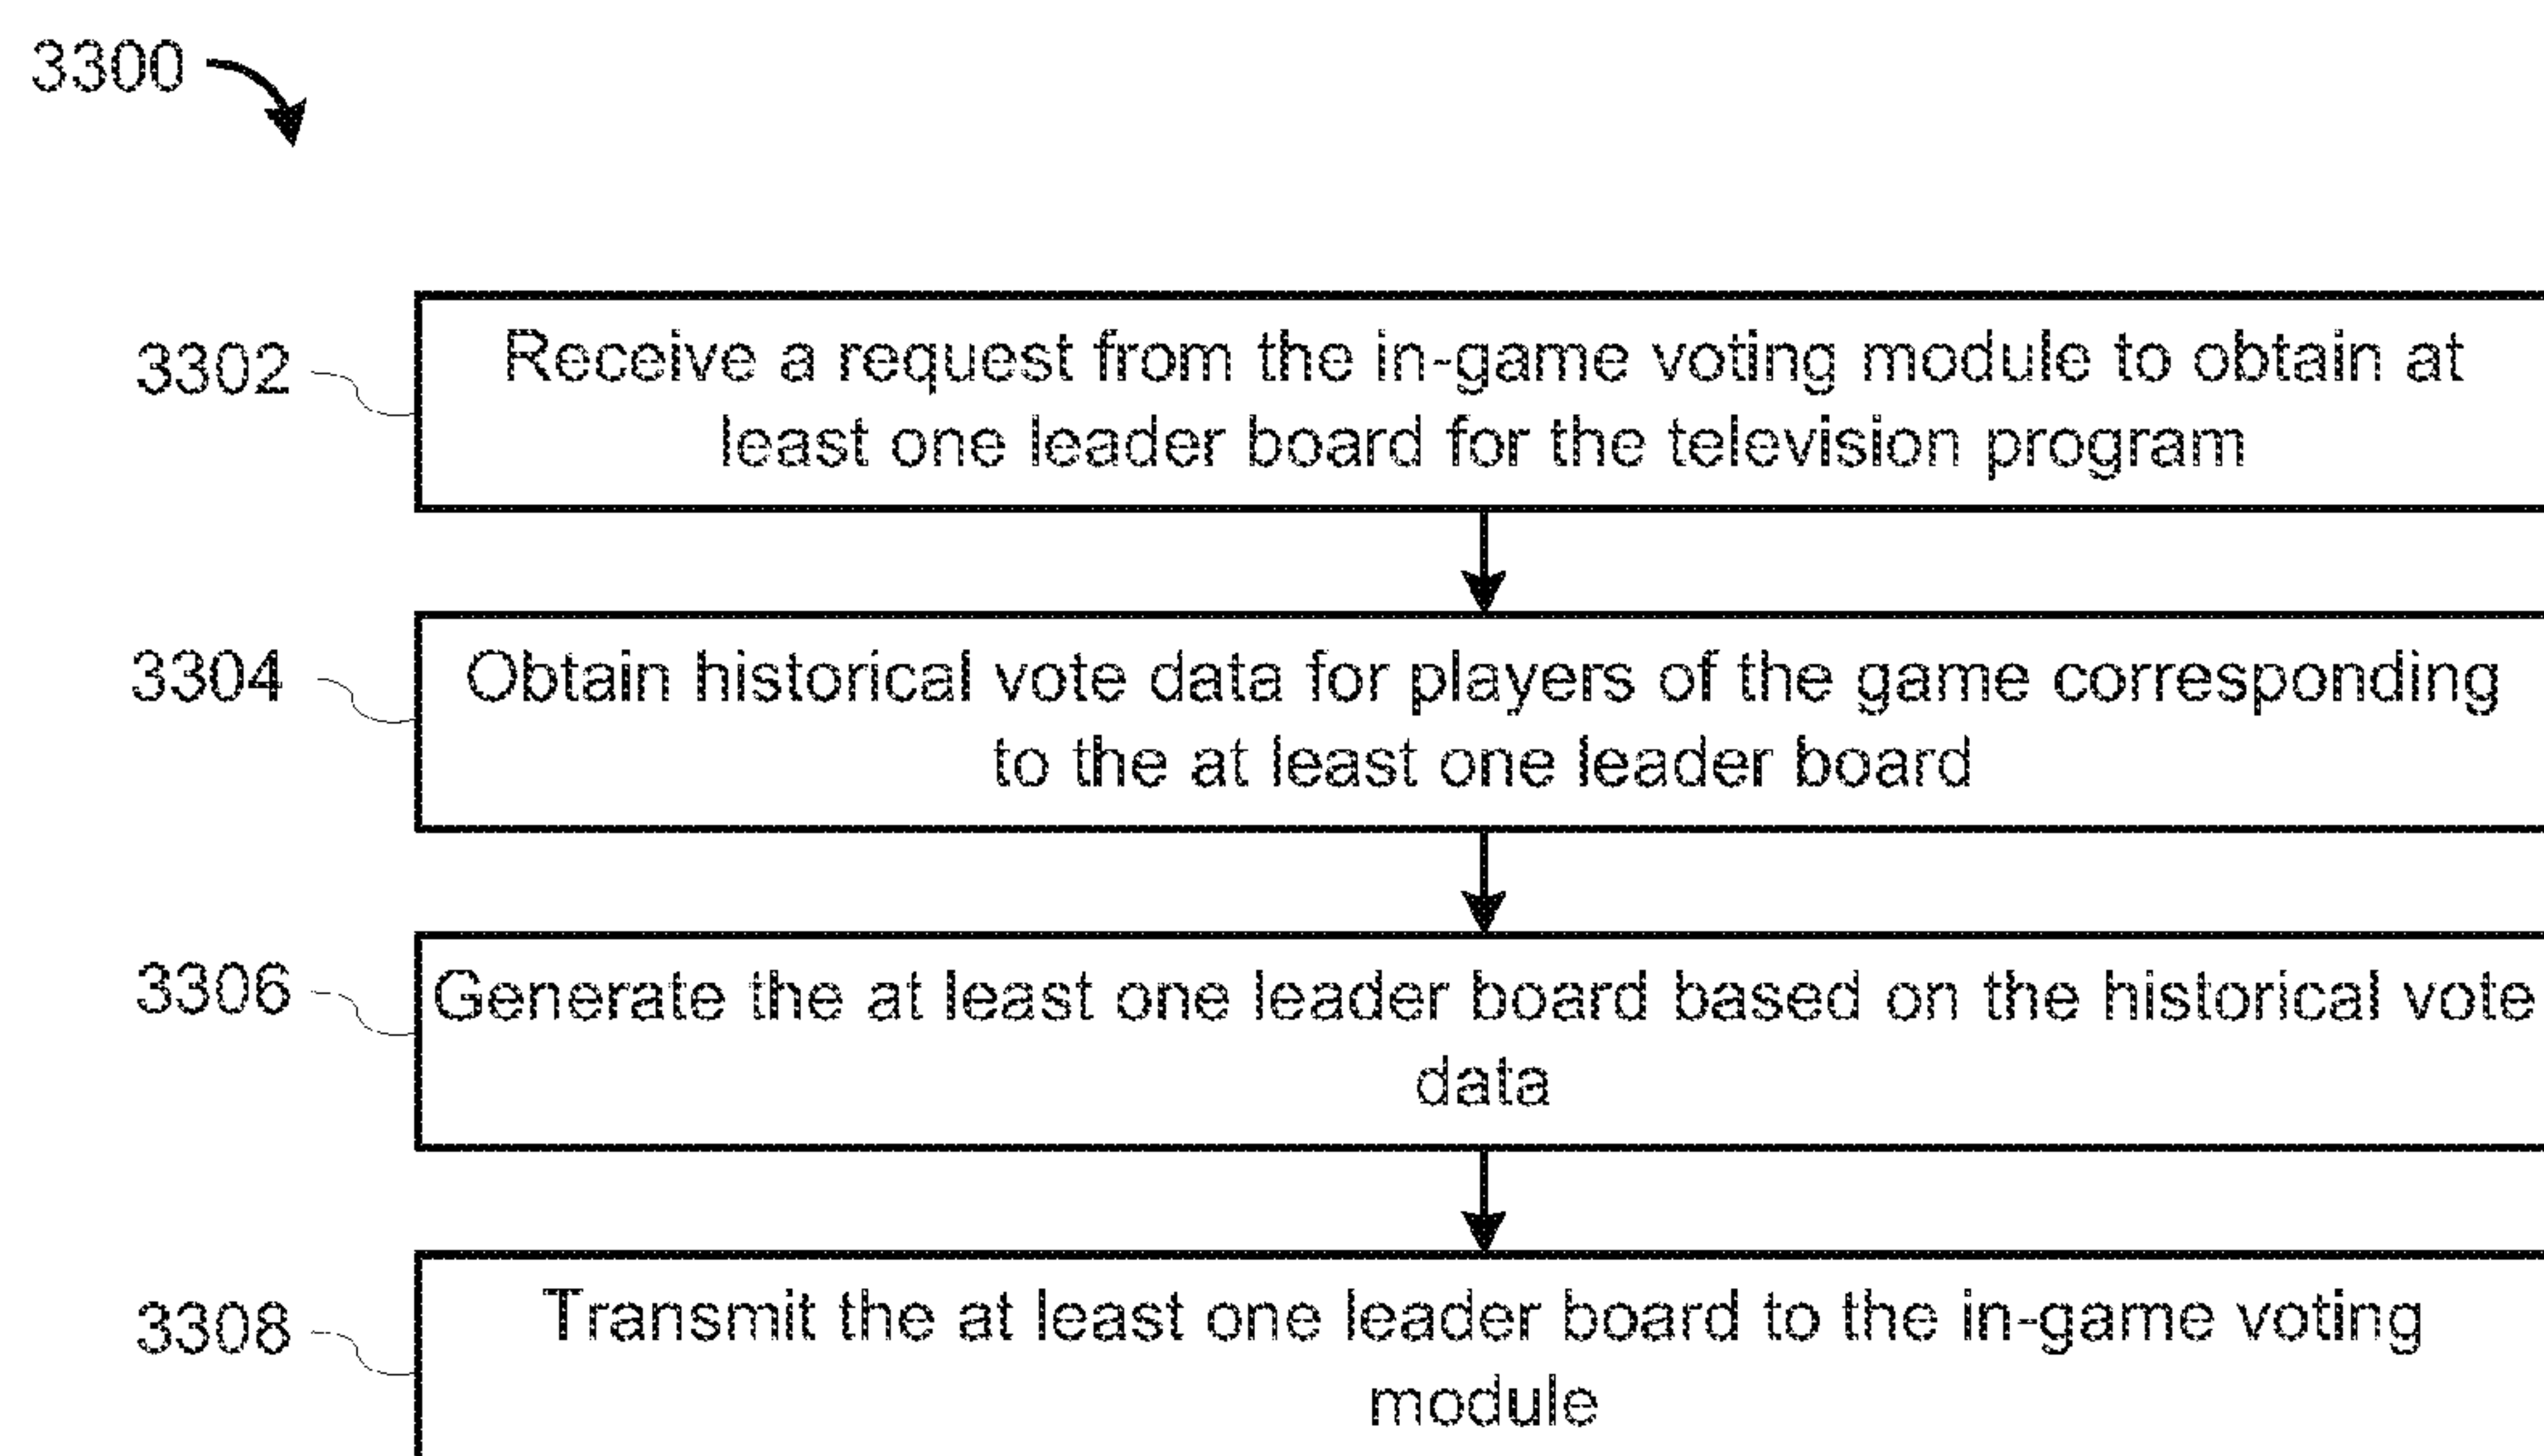 3300
3302
Receive a request from the in-game voting module to obtain at
least one leader board for the television program
3304
Obtain historical vote data for players of the game corresponding
to the at least one leader board
3306
Generate the at least one leader board based on the historical vote
data
3308
Transmit the at least one leader board to the in-game voting
module